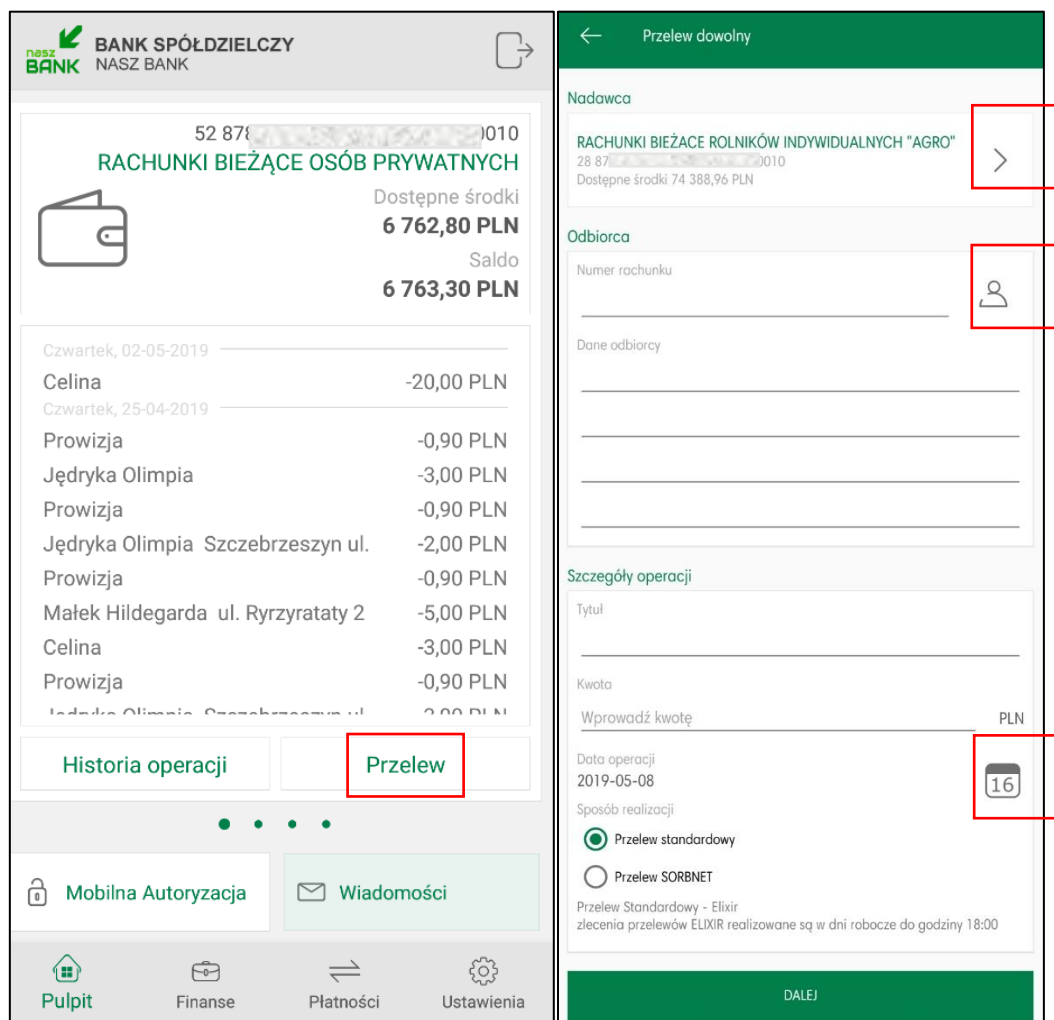 nasz
BANK
BANK SPÓŁDZIELCZY
NASZ BANK
52 878 0010
RACHUNKI BIEŻĄCE OSÓB PRYWATNYCH
Dostępne środki
6 762,80 PLN
Saldo
6 763,30 PLN
Czwartek, 02-05-2019
Celina -20,00 PLN
Czwartek, 25-04-2019
Prowizja -0,90 PLN
Jędryka Olimpia -3,00 PLN
Prowizja -0,90 PLN
Jędryka Olimpia Szczebrzeszyn ul. -2,00 PLN
Prowizja -0,90 PLN
Małek Hildegarda ul. Ryrzyrataty 2 -5,00 PLN
Celina -3,00 PLN
Prowizja -0,90 PLN
Jędryka Olimpia Szczebrzeszyn ul.
Historia operacji Przelew
Mobilna Autoryzacja Wiadomości
Pulpit Finanse Płatności Ustawienia
Przelew dowolny
Nadawca
RACHUNKI BIEŻACE ROLNIKÓW INDYWIDUALNYCH "AGRO"
28 87 0010
Dostępne środki 74 388,96 PLN
Odbiorca
Numer rachunku
Dane odbiorcy
Szczegóły operacji
Tytuł
Kwota
Wprowadź kwotę PLN
Data operacji
2019-05-08
16
Sposób realizacji
Przelew standardowy
Przelew SORBNET
Przelew Standardowy - Elixir
zlecenia przelewów ELIXIR realizowane są w dni robocze do godziny 18:00
DALEJ